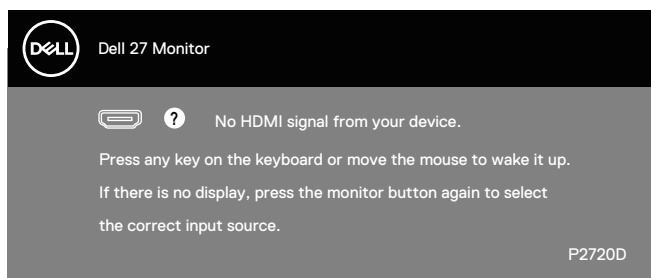 DELL
Dell 27 Monitor
? No HDMI signal from your device.
Press any key on the keyboard or move the mouse to wake it up.
If there is no display, press the monitor button again to select
the correct input source.
P2720D